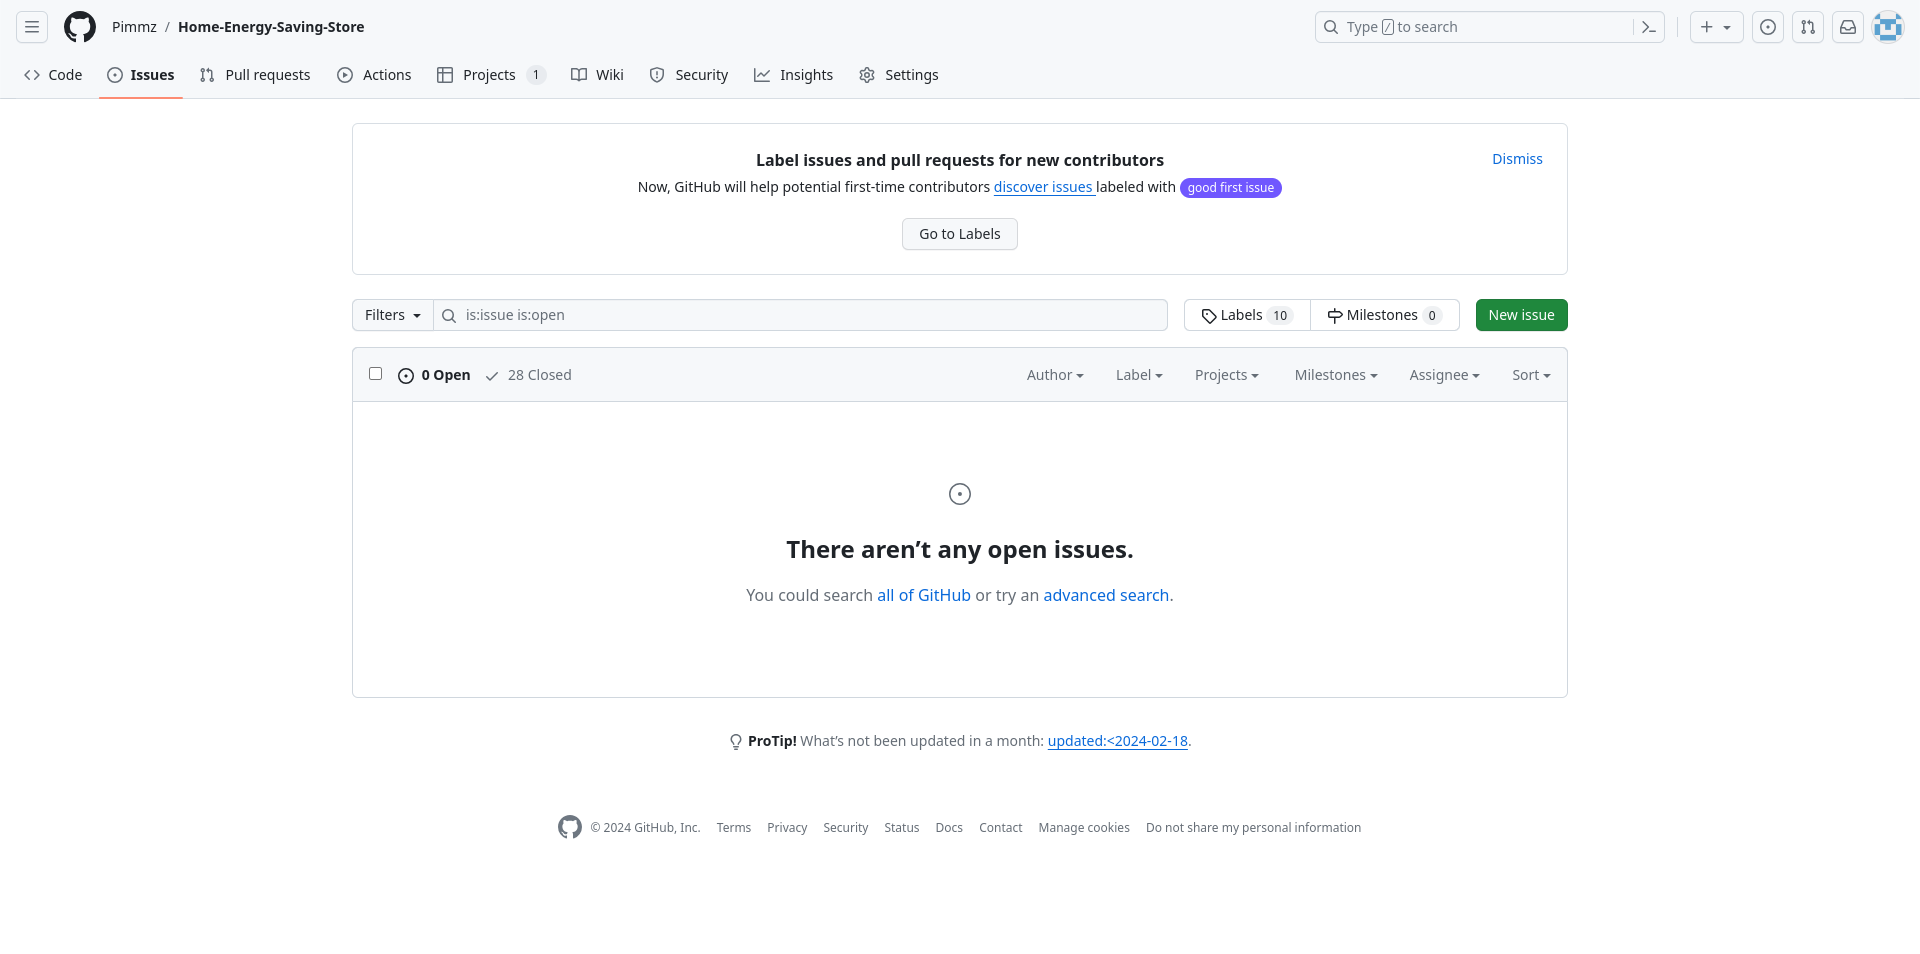 Pimmz / Home-Energy-Saving-Store
Type / to search
Code
Issues
Pull requests
Actions
Projects 1
Wiki
Security
Insights
Settings
Label issues and pull requests for new contributors
Dismiss
Now, GitHub will help potential first-time contributors discover issues labeled with good first issue
Go to Labels
Filters
is:issue is:open
Labels 10
Milestones 0
New issue
0 Open
28 Closed
Author
Label
Projects
Milestones
Assignee
Sort
There aren’t any open issues.
You could search all of GitHub or try an advanced search.
ProTip! What’s not been updated in a month: updated:<2024-02-18.
© 2024 GitHub, Inc.
Terms
Privacy
Security
Status
Docs
Contact
Manage cookies
Do not share my personal information